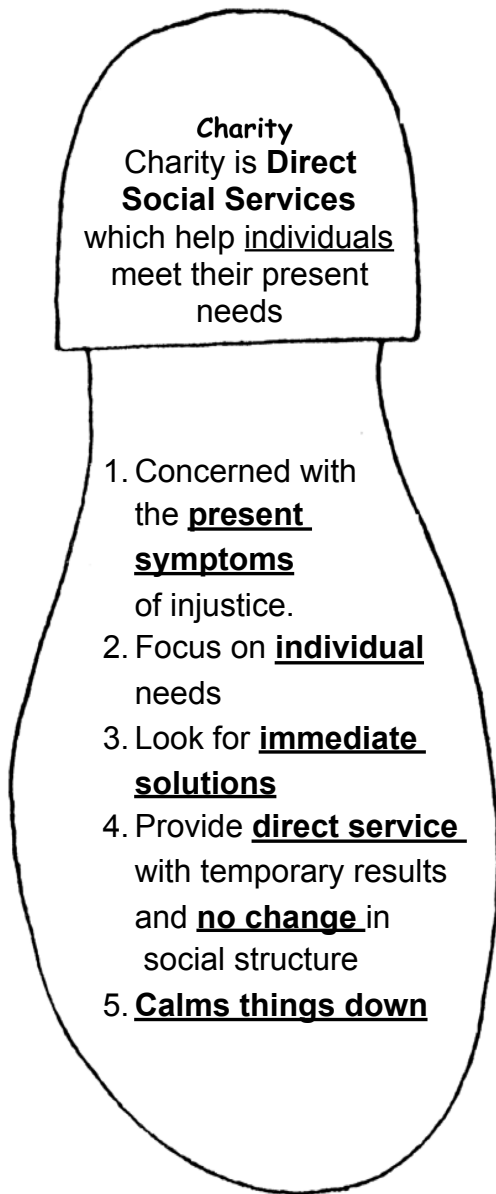 Charity
Charity is Direct
Social Services
which help individuals
meet their present
needs
1. Concerned with
the present
symptoms
of injustice.
2. Focus on individual
needs
3. Look for immediate
solutions
4. Provide direct service
with temporary results
and no change in
social structure
5. Calms things down